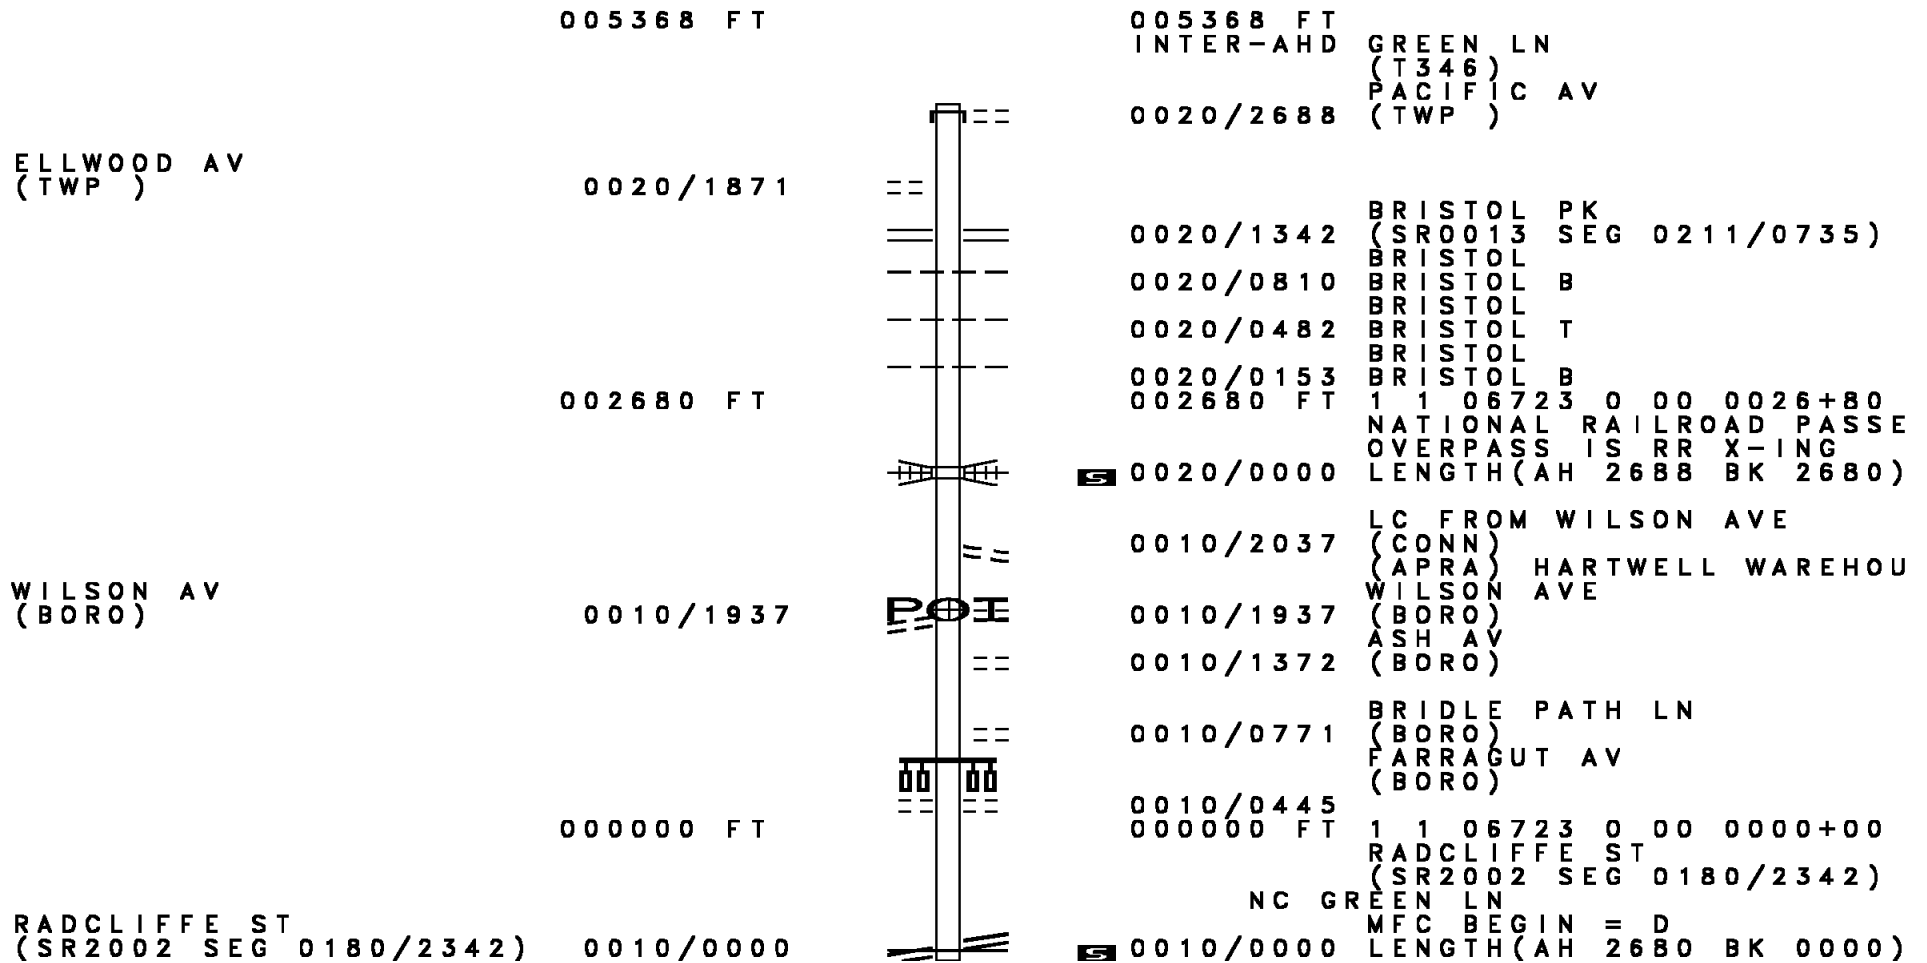 005368 FT 005368 FT
INTER-AHD GREEN LN
(T346)
PACIFIC AV
0020/2688 (TWP )
ELLWOOD AV
(TWP ) 0020/1871
BRISTOL PK
0020/1342 (SR0013 SEG 0211/0735)
BRISTOL
0020/0810 BRISTOL B
BRISTOL
0020/0482 BRISTOL T
BRISTOL
0020/0153 BRISTOL B
002680 FT 002680 FT 1 1 06723 0 00 0026+80
NATIONAL RAILROAD PASSE
OVERPASS IS RR X-ING
S 0020/0000 LENGTH(AH 2688 BK 2680)
LC FROM WILSON AVE
0010/2037 (CONN)
(APRA) HARTWELL WAREHOU
WILSON AV WILSON AVE
(BORO) 0010/1937 POI 0010/1937 (BORO)
ASH AV
0010/1372 (BORO)
BRIDLE PATH LN
0010/0771 (BORO)
FARRAGUT AV
(BORO)
0010/0445
000000 FT 000000 FT 1 1 06723 0 00 0000+00
RADCLIFFE ST
(SR2002 SEG 0180/2342)
NC GREEN LN
RADCLIFFE ST MFC BEGIN = D
(SR2002 SEG 0180/2342) 0010/0000 S 0010/0000 LENGTH(AH 2680 BK 0000)